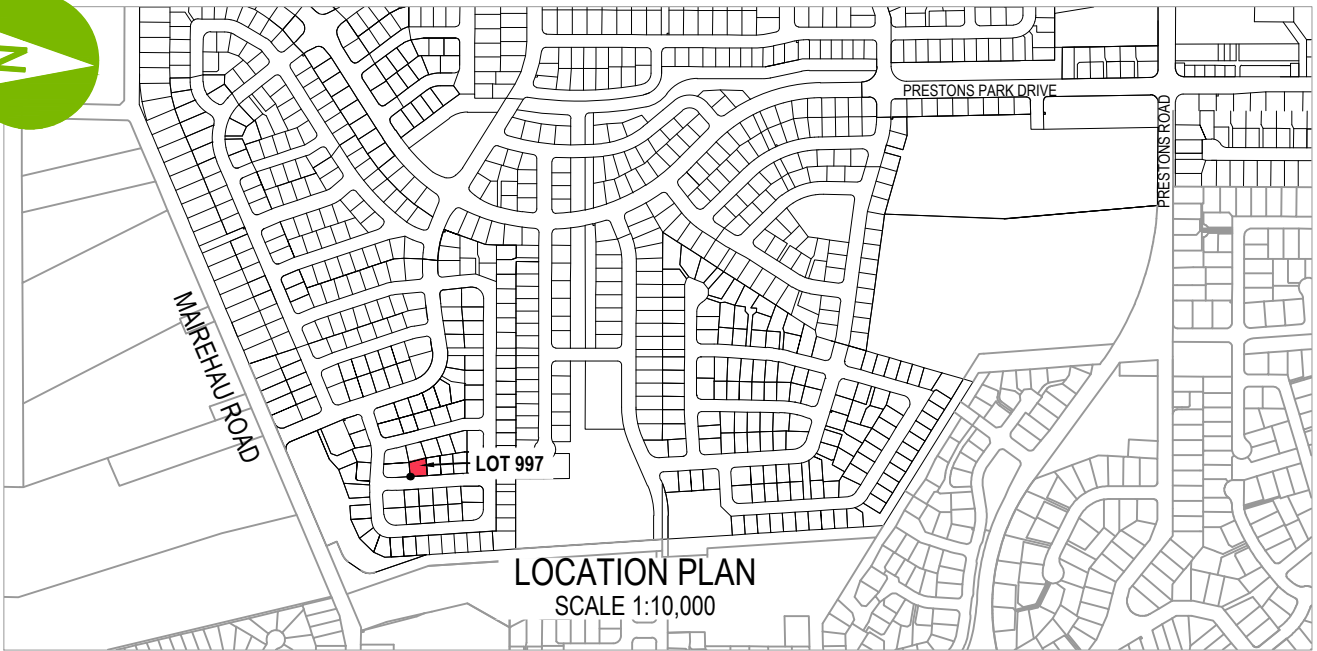 N
PRESTONS PARK DRIVE
PRESTONS ROAD
MAIREHAU ROAD
LOT 997
LOCATION PLAN
SCALE 1:10,000